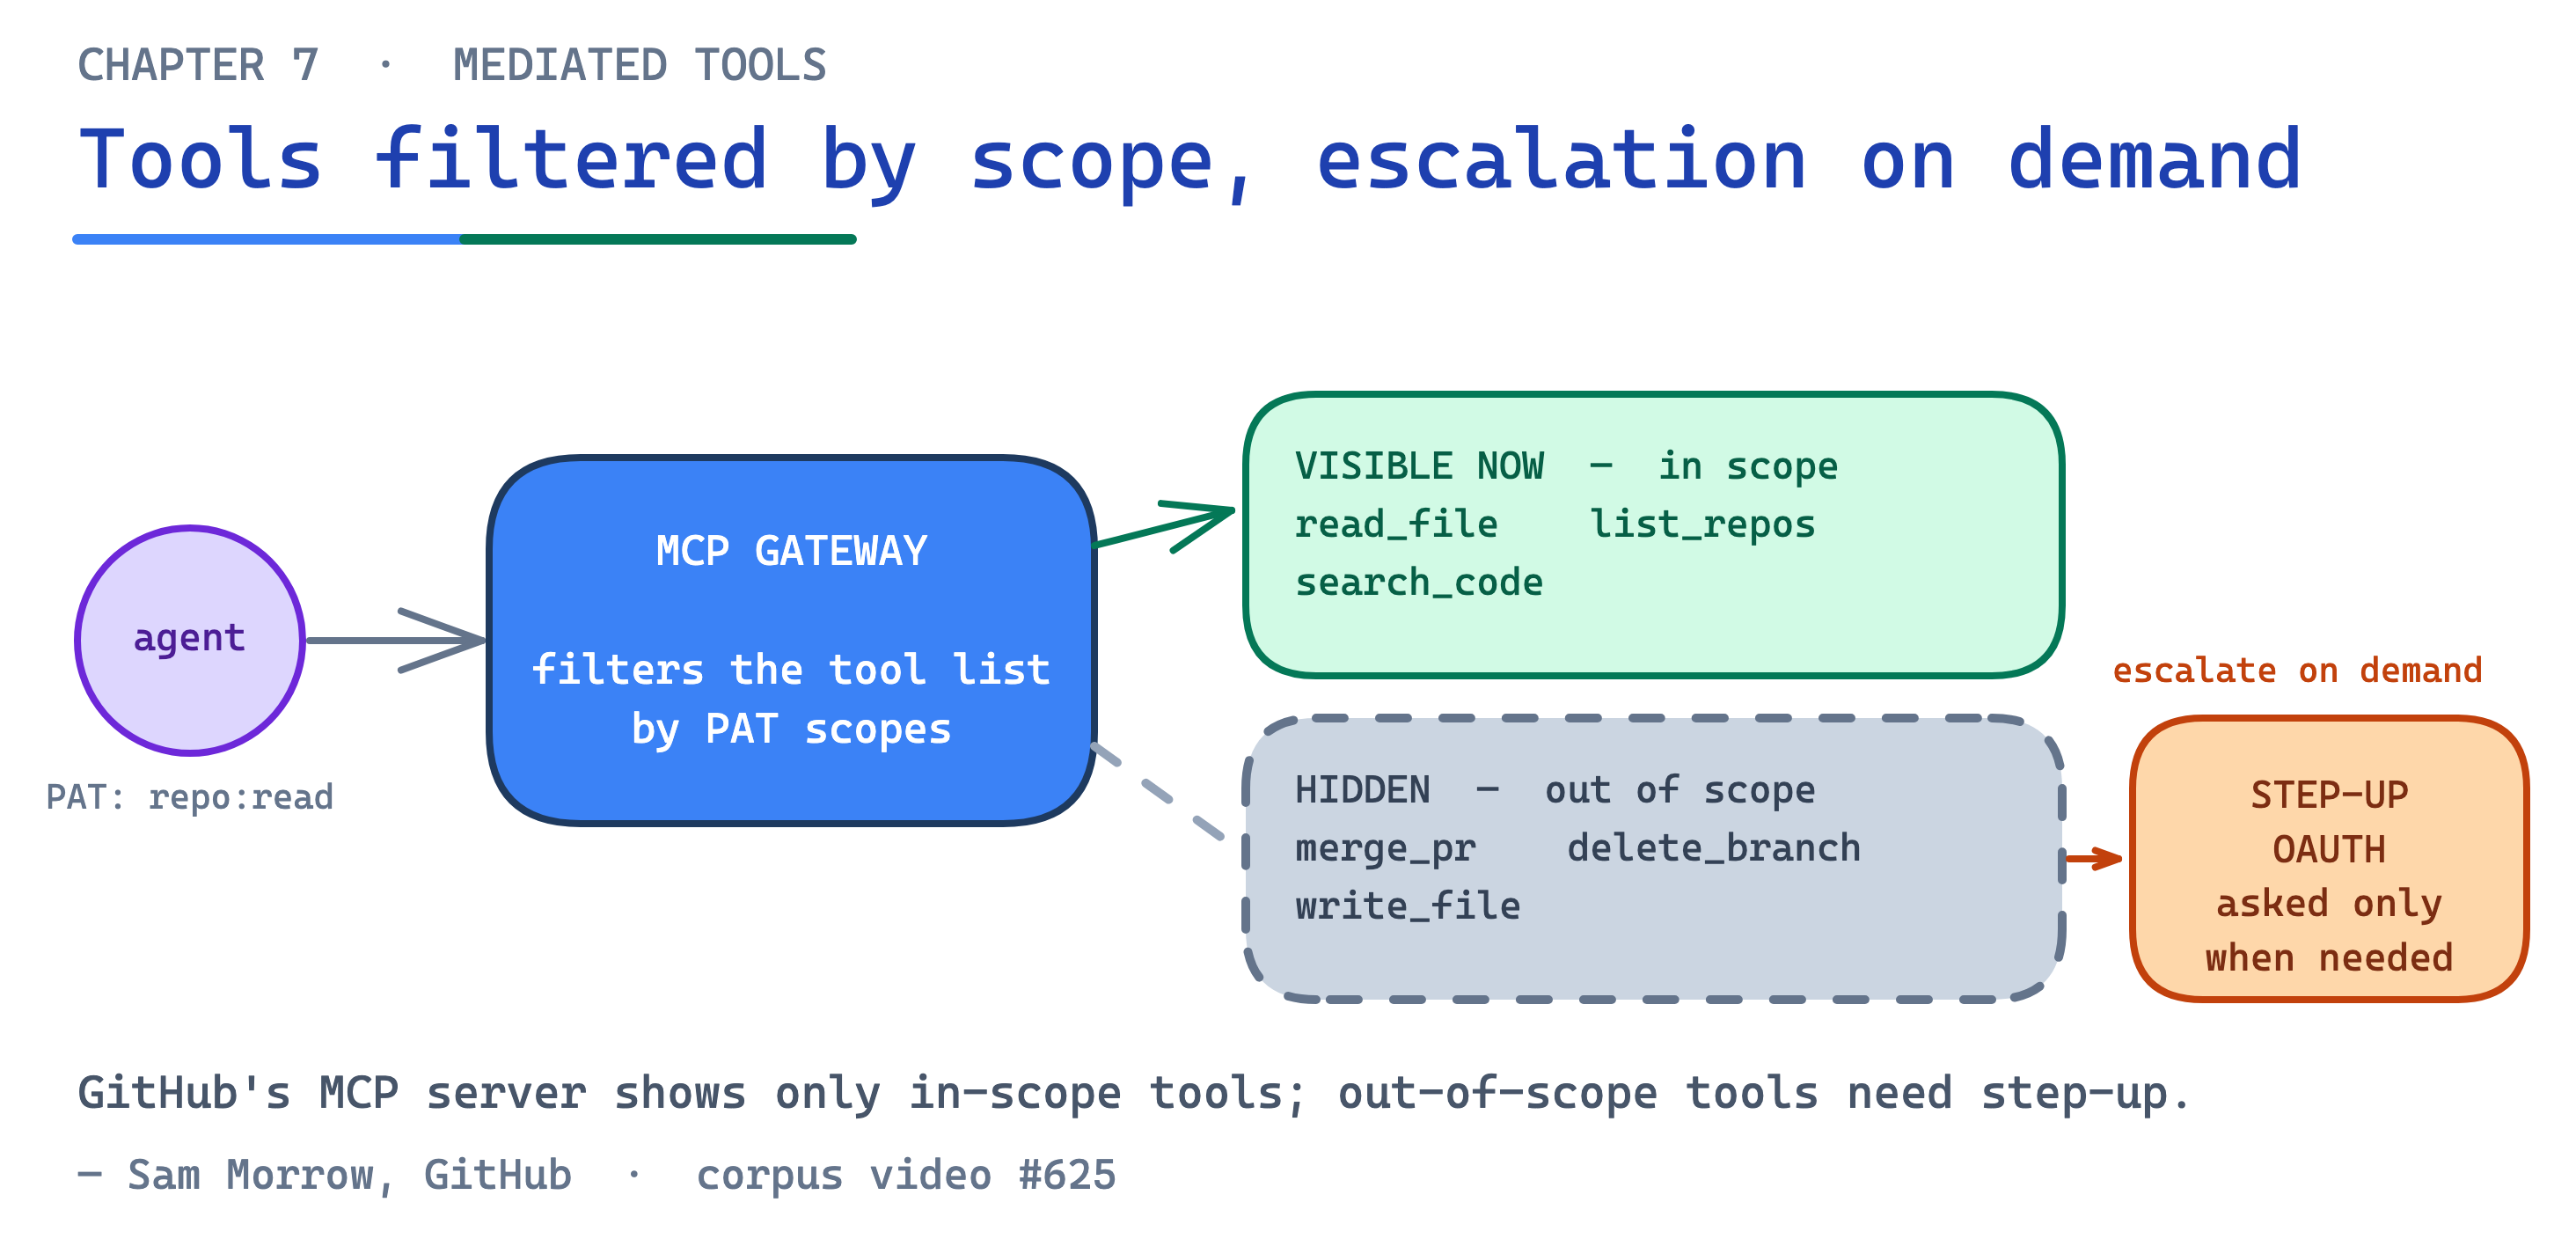 CHAPTER 7 · MEDIATED TOOLS
Tools filtered by scope, escalation on demand
agent
PAT: repo:read
MCP GATEWAY
filters the tool list
by PAT scopes
VISIBLE NOW — in scope
read_file list_repos
search_code
HIDDEN — out of scope
merge_pr delete_branch
write_file
escalate on demand
STEP-UP
OAUTH
asked only
when needed
GitHub's MCP server shows only in-scope tools; out-of-scope tools need step-up.
— Sam Morrow, GitHub · corpus video #625